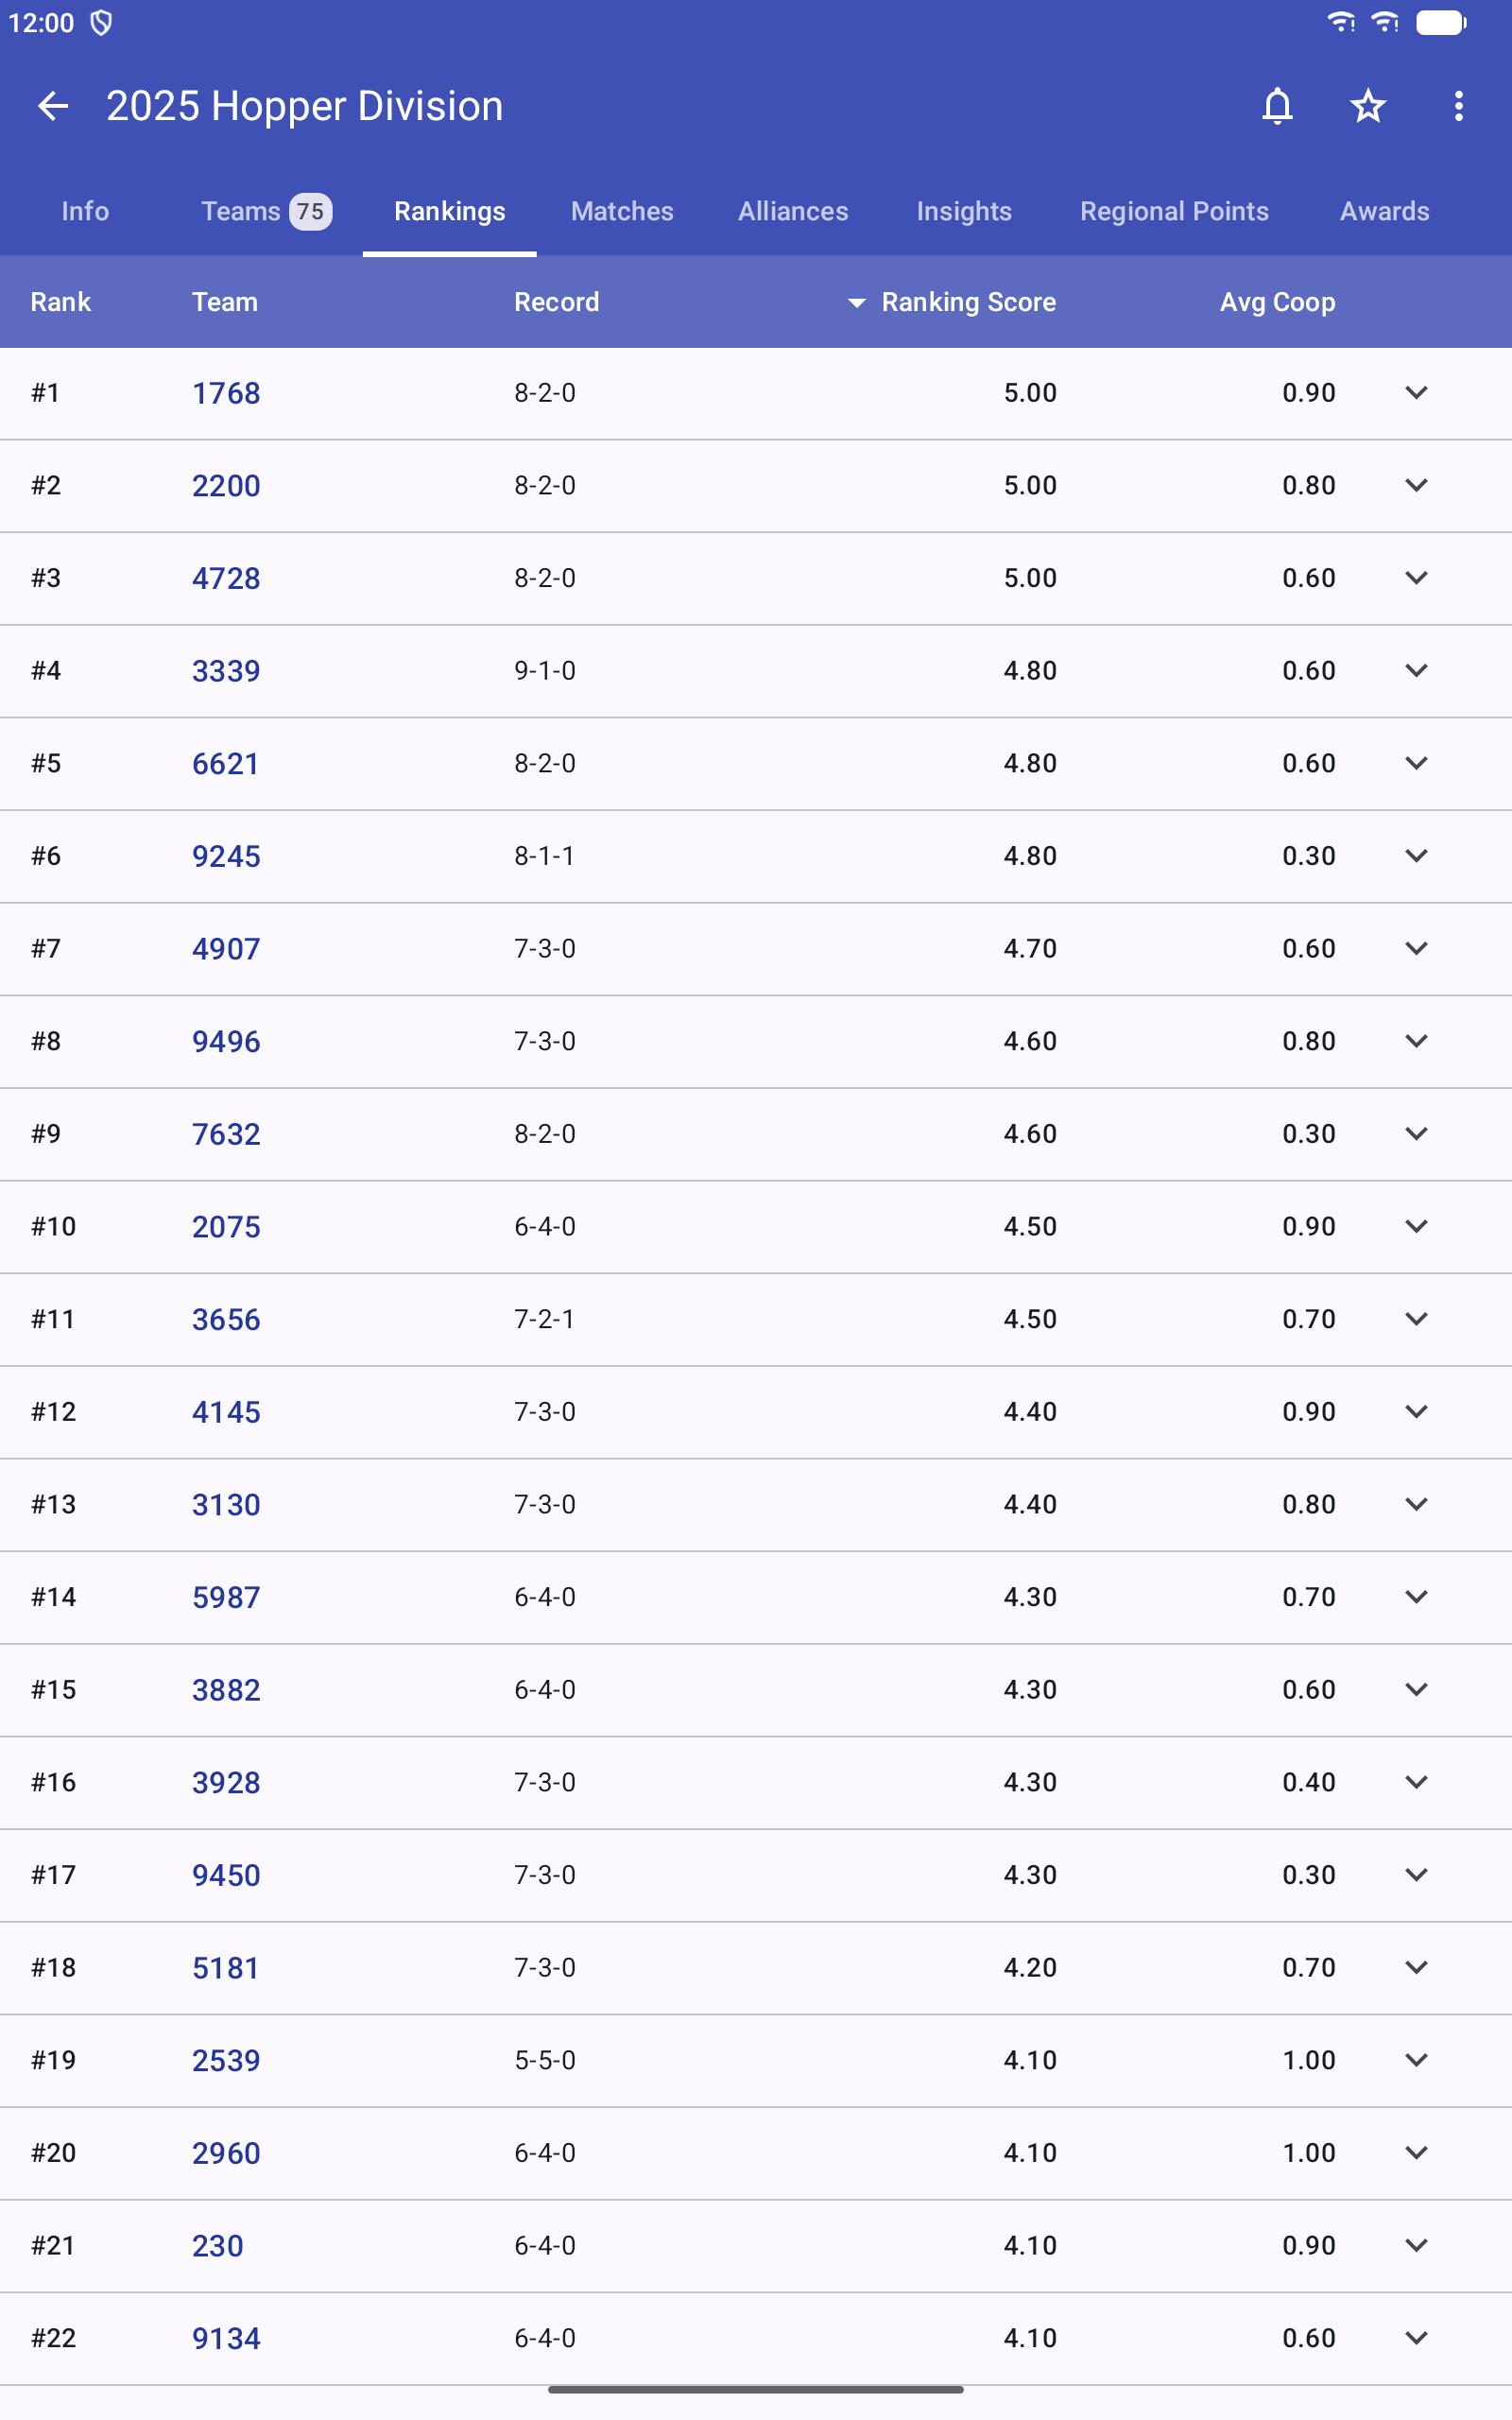 12:00
2025 Hopper Division
Info Teams 75 Rankings Matches Alliances Insights Regional Points Awards
Rank Team Record Ranking Score Avg Coop
#1 1768 8-2-0 5.00 0.90
#2 2200 8-2-0 5.00 0.80
#3 4728 8-2-0 5.00 0.60
#4 3339 9-1-0 4.80 0.60
#5 6621 8-2-0 4.80 0.60
#6 9245 8-1-1 4.80 0.30
#7 4907 7-3-0 4.70 0.60
#8 9496 7-3-0 4.60 0.80
#9 7632 8-2-0 4.60 0.30
#10 2075 6-4-0 4.50 0.90
#11 3656 7-2-1 4.50 0.70
#12 4145 7-3-0 4.40 0.90
#13 3130 7-3-0 4.40 0.80
#14 5987 6-4-0 4.30 0.70
#15 3882 6-4-0 4.30 0.60
#16 3928 7-3-0 4.30 0.40
#17 9450 7-3-0 4.30 0.30
#18 5181 7-3-0 4.20 0.70
#19 2539 5-5-0 4.10 1.00
#20 2960 6-4-0 4.10 1.00
#21 230 6-4-0 4.10 0.90
#22 9134 6-4-0 4.10 0.60